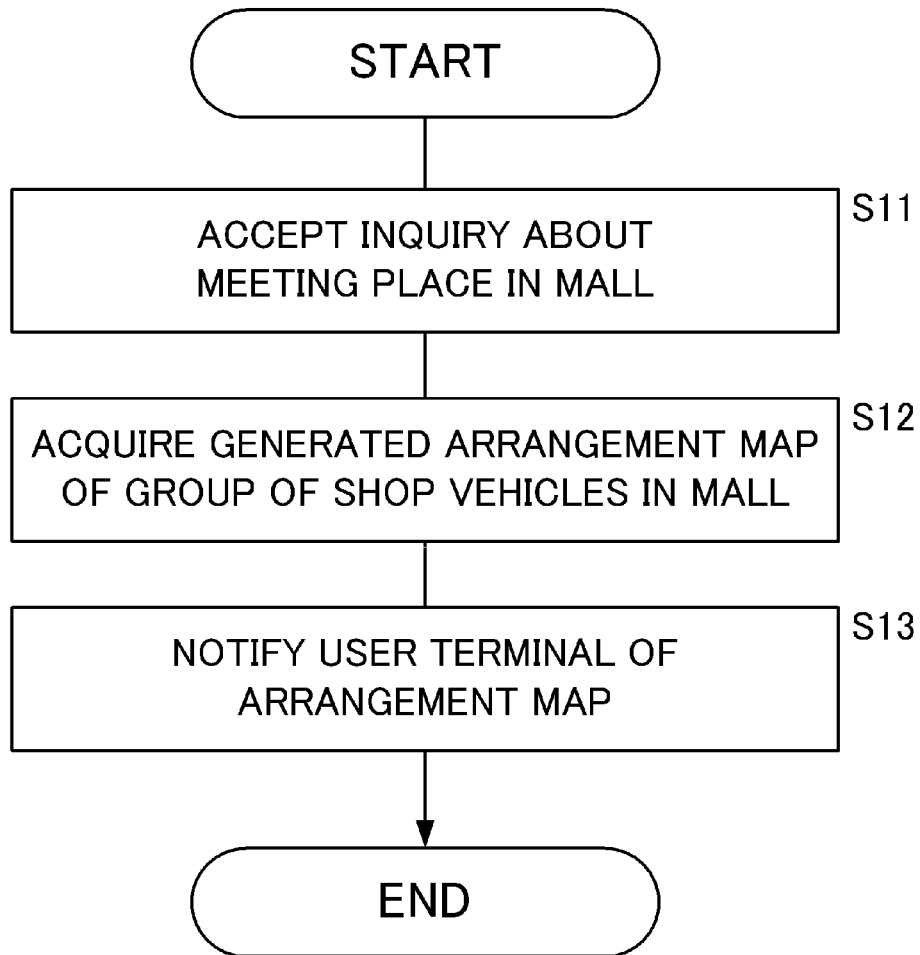 START
S11
ACCEPT INQUIRY ABOUT
MEETING PLACE IN MALL
S12
ACQUIRE GENERATED ARRANGEMENT MAP
OF GROUP OF SHOP VEHICLES IN MALL
S13
NOTIFY USER TERMINAL OF
ARRANGEMENT MAP
END